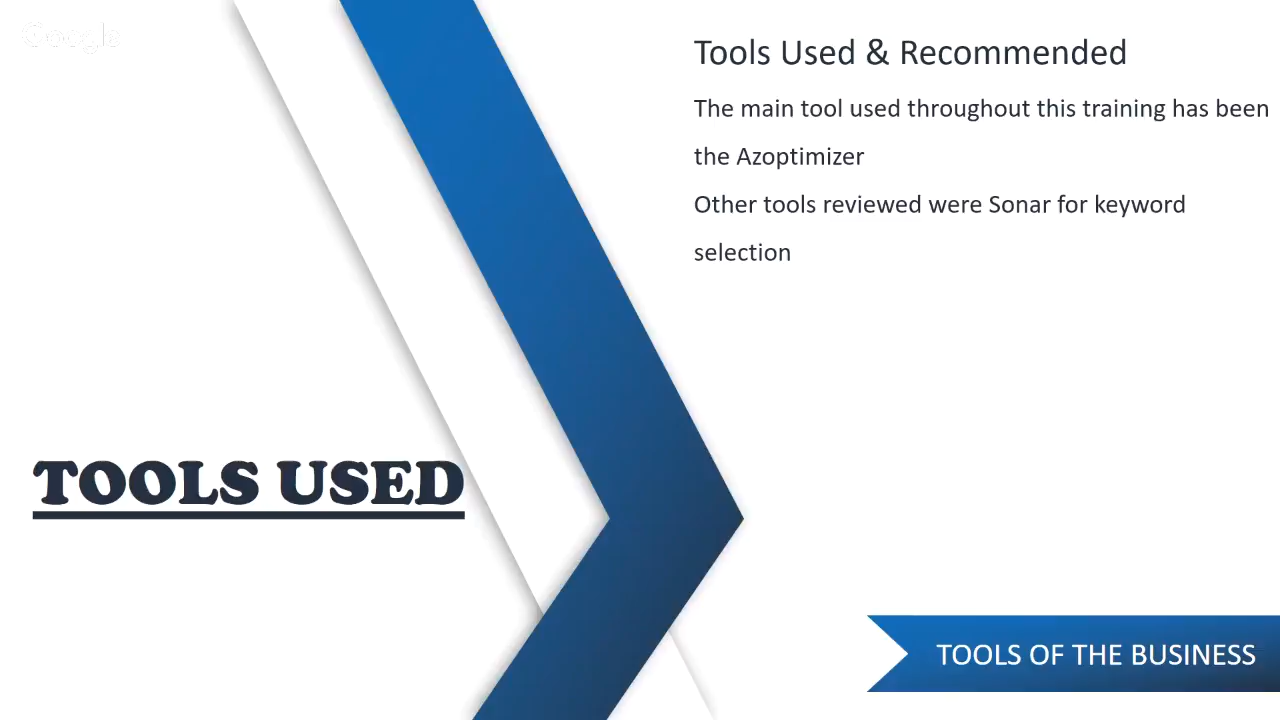 Google
Tools Used & Recommended
The main tool used throughout this training has been
the Azoptimizer
Other tools reviewed were Sonar for keyword
selection
TOOLS USED
TOOLS OF THE BUSINESS